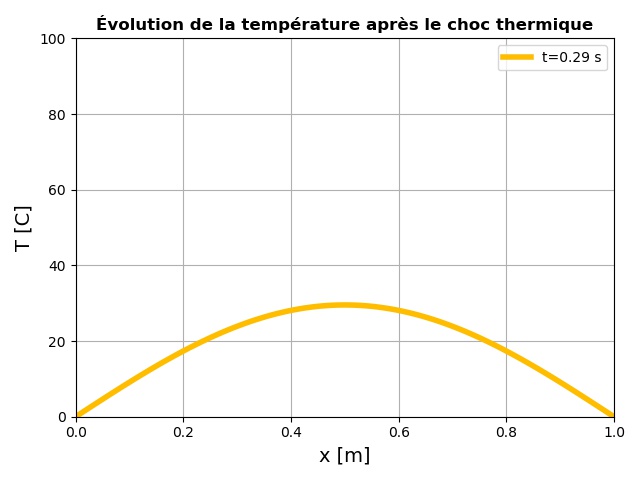 Évolution de la température après le choc thermique
t=0.29 s
100
80
60
40
20
0
T [C]
0.0 0.2 0.4 0.6 0.8 1.0
x [m]